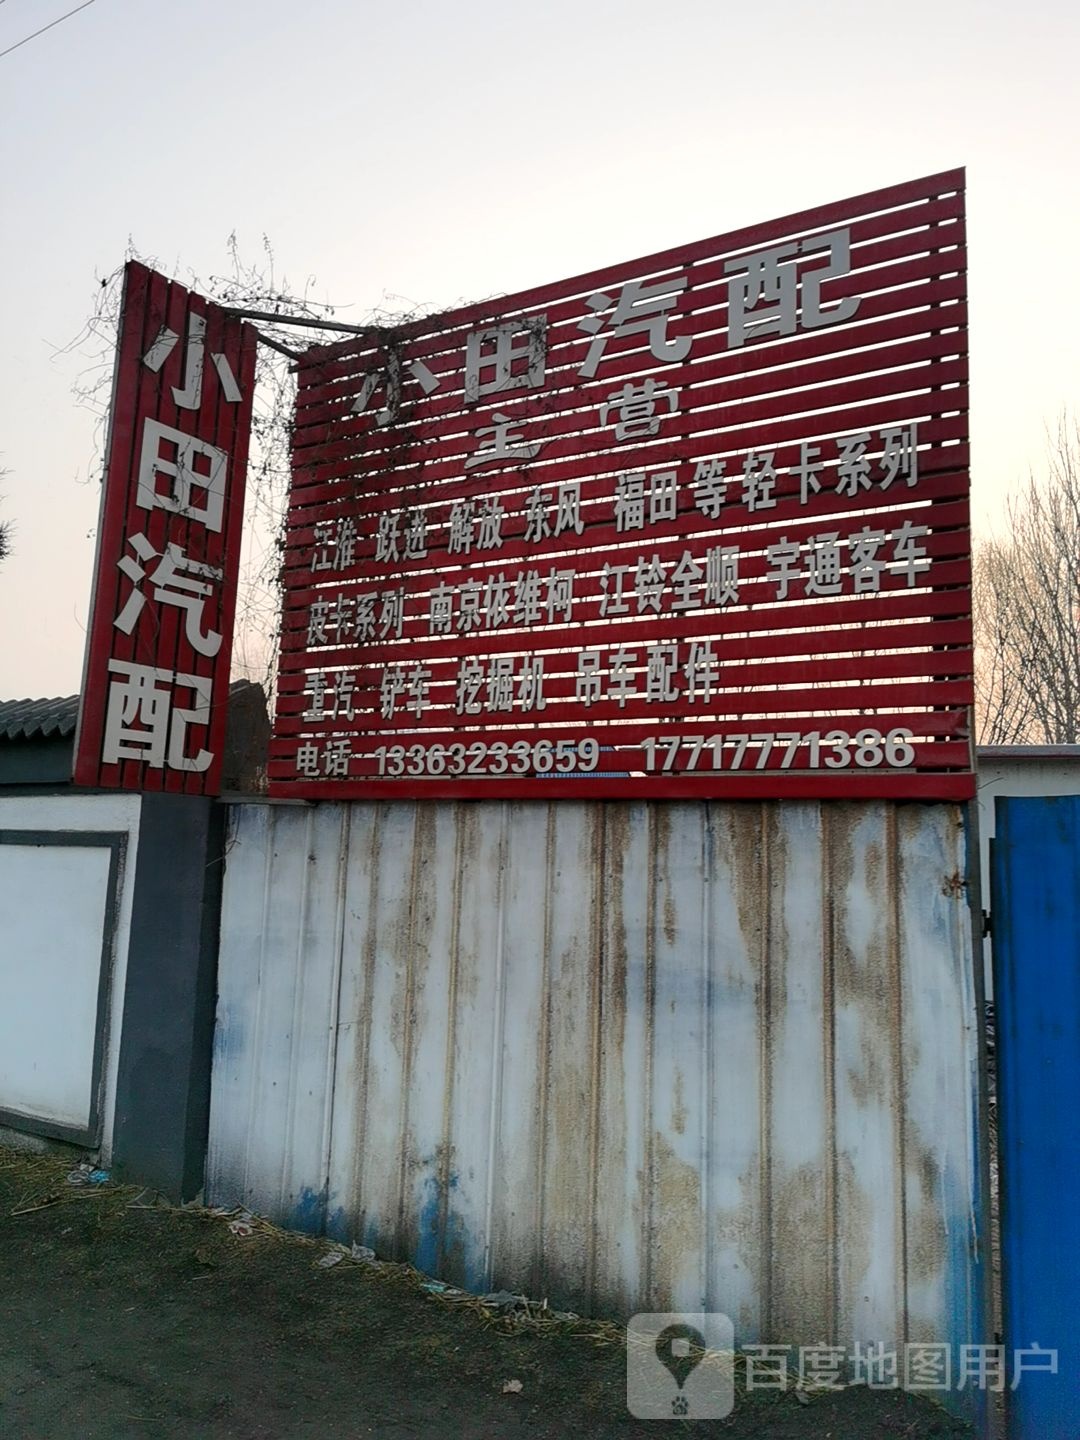 小田汽配
小田汽配
主营
江淮 跃进 解放 东风 福田等轻卡系列
皮卡系列 南京依维柯 江铃全顺 宇通客车
重汽 铲车 挖掘机 吊车配件
电话 13363233659 17717771386
百度地图用户